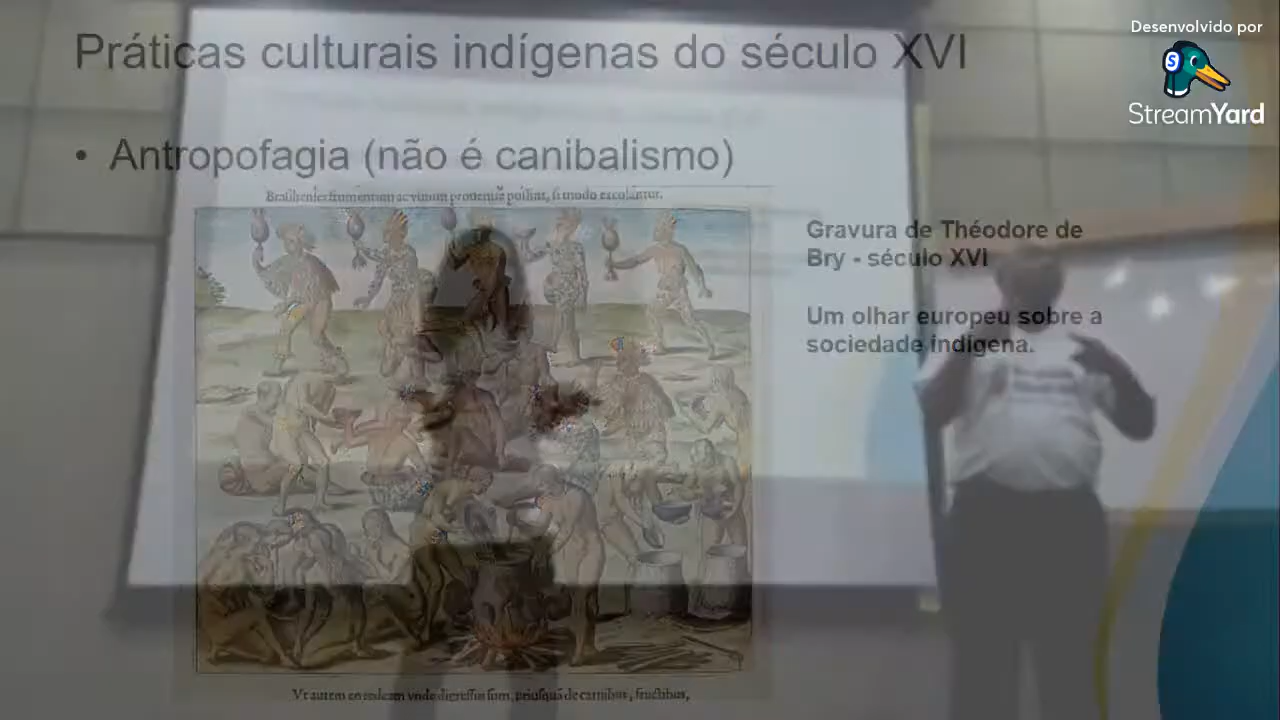 Práticas culturais indígenas do século XVI
Desenvolvido por
StreamYard
• Antropofagia (não é canibalismo)
Gravura de Théodore de
Bry - século XVI
Um olhar europeu sobre a
sociedade indígena.